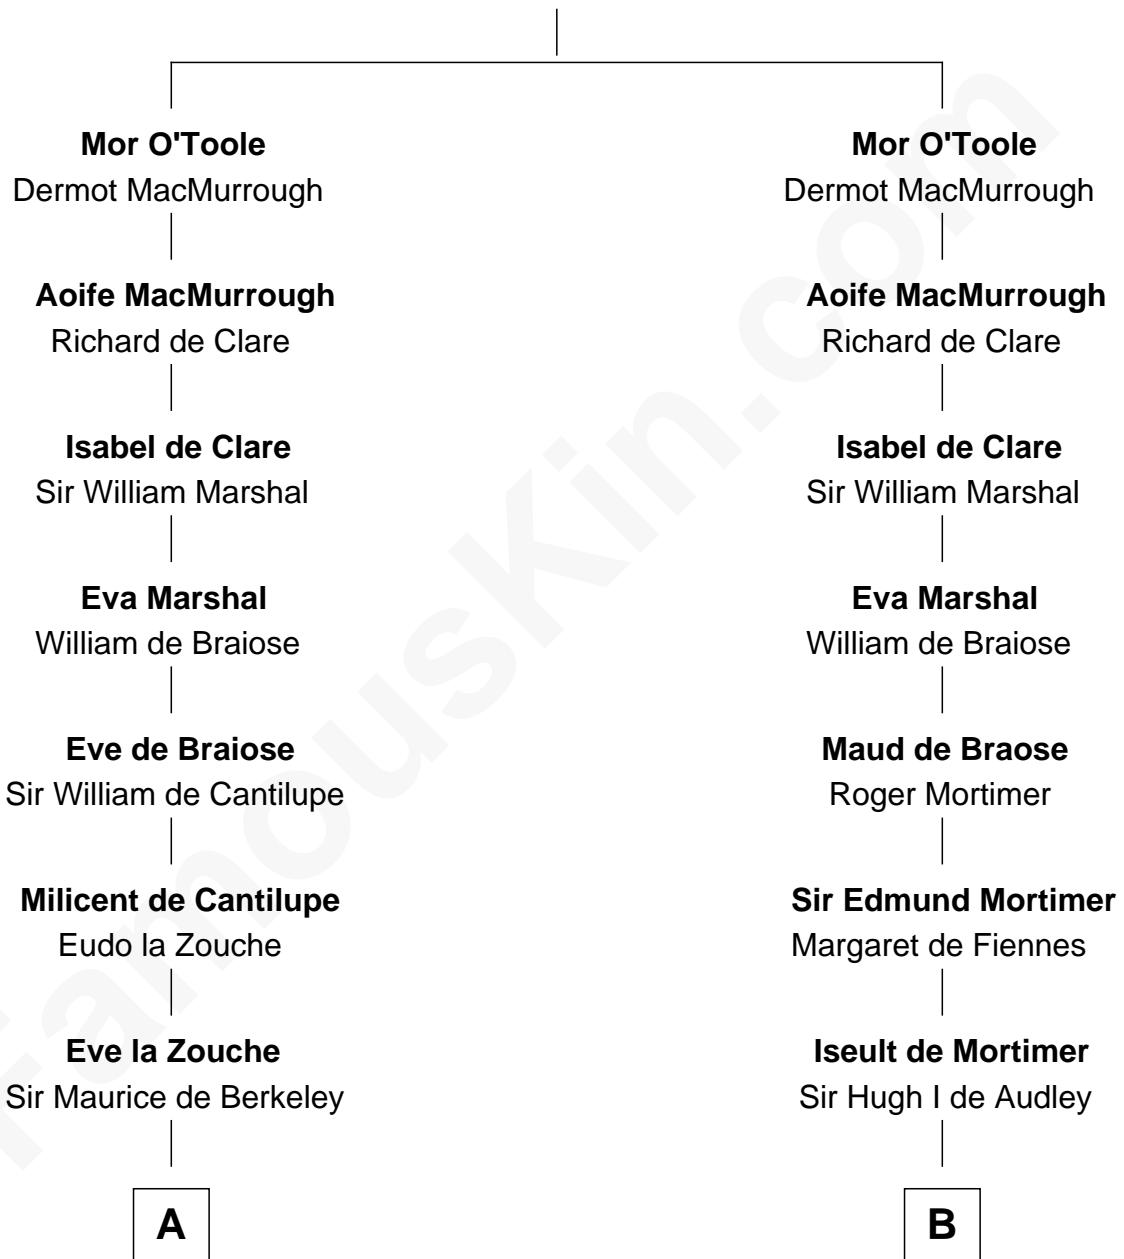 Mor O'Toole
Dermot MacMurrough
Aoife MacMurrough
Richard de Clare
Isabel de Clare
Sir William Marshal
Eva Marshal
William de Braiose
Eve de Braiose
Sir William de Cantilupe
Milicent de Cantilupe
Eudo la Zouche
Eve la Zouche
Sir Maurice de Berkeley
A
Mor O'Toole
Dermot MacMurrough
Aoife MacMurrough
Richard de Clare
Isabel de Clare
Sir William Marshal
Eva Marshal
William de Braiose
Maud de Braose
Roger Mortimer
Sir Edmund Mortimer
Margaret de Fiennes
Iseult de Mortimer
Sir Hugh I de Audley
B
FamousKin.com